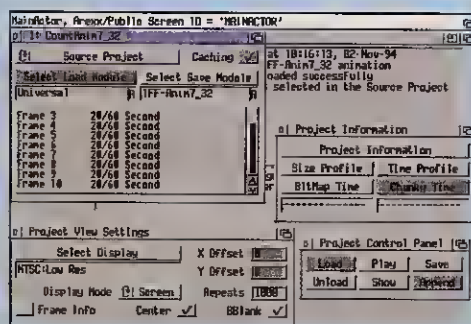 MainActor, Arexx/Public Screen ID = 'MAINACTOR'
1: CountAnim7_32
Source Project
Caching
Select Load Module
Select Save Module
Universal
IFF-Anim7_32
Frame 3 20/60 Second
Frame 4 20/60 Second
Frame 5 20/60 Second
Frame 6 20/60 Second
Frame 7 20/60 Second
Frame 8 20/60 Second
Frame 9 20/60 Second
Frame 10 20/60 Second
at 10:16:13, 02-Nov-94
FF-Anim7_32 animation
oaded successfully
selected in the Source Project
Project Information
Project Information
Size Profile
Time Profile
BitMap Time
Chunky Time
Project View Settings
Select Display
X Offset
NTSC:Low Res
Y Offset
Display Mode
Screen
Repeats
Frame Info
Center
BBlank
Project Control Panel
Load
Play
Save
Unload
Show
Append